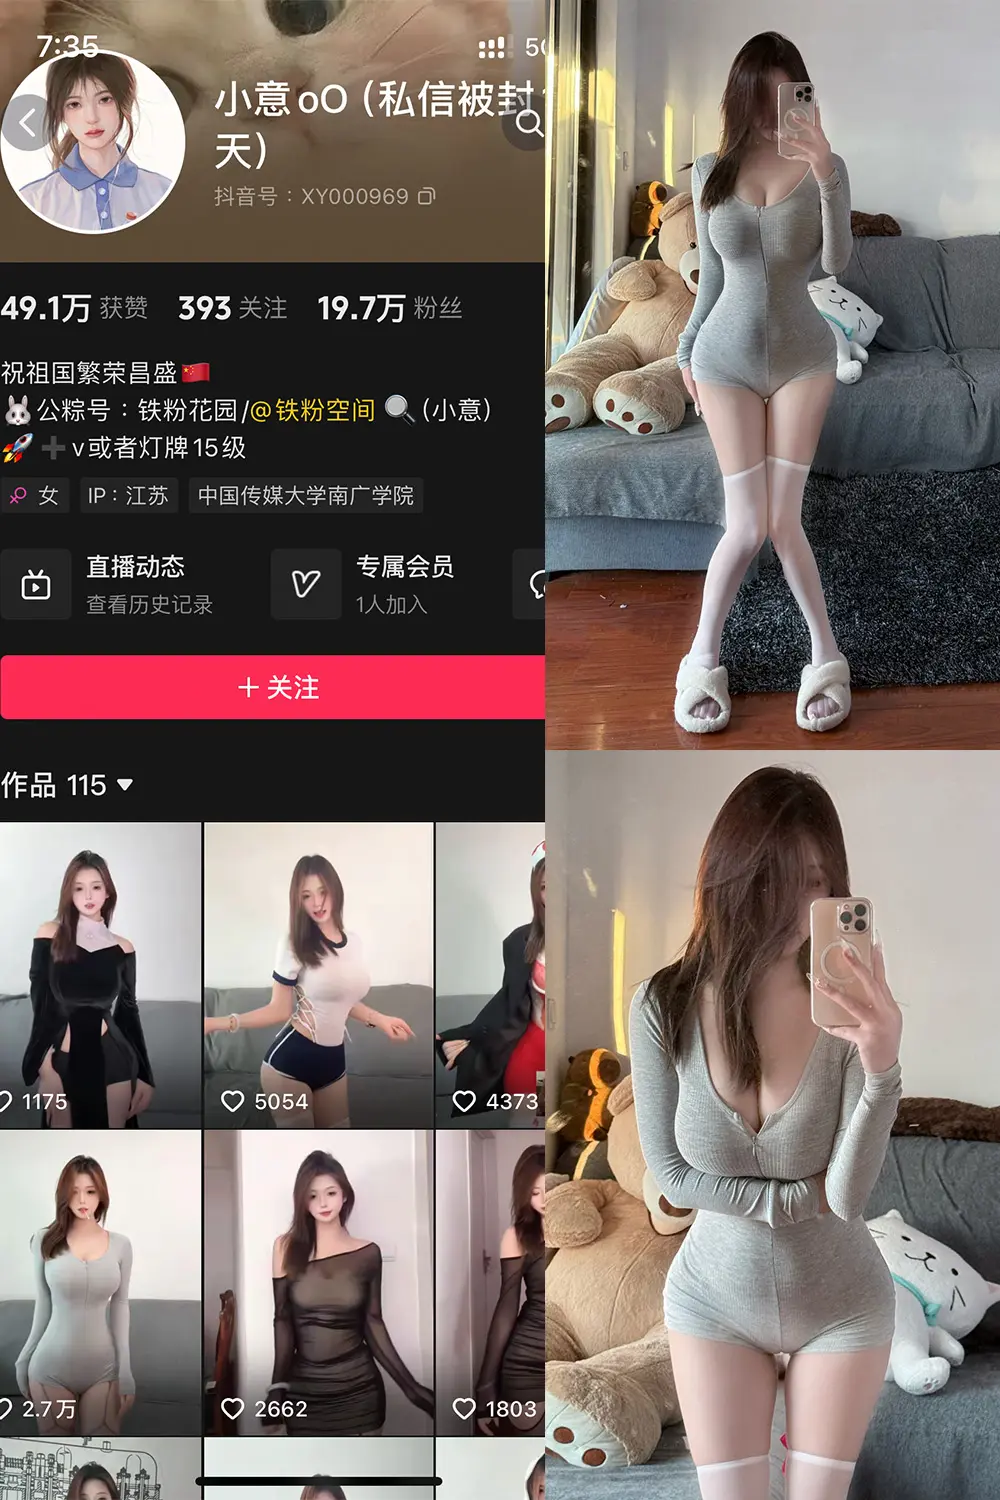 7:35
小意oO（私信被封
天）
抖音号：XY000969
49.1万 获赞 393 关注 19.7万 粉丝
祝祖国繁荣昌盛🇨🇳
🐰公粽号：铁粉花园/@铁粉空间 🔍(小意)
🚀➕v或者灯牌15级
女 IP：江苏 中国传媒大学南广学院
直播动态 专属会员
查看历史记录 1人加入
＋关注
作品 115
1175 5054 4373
2.7万 2662 1803